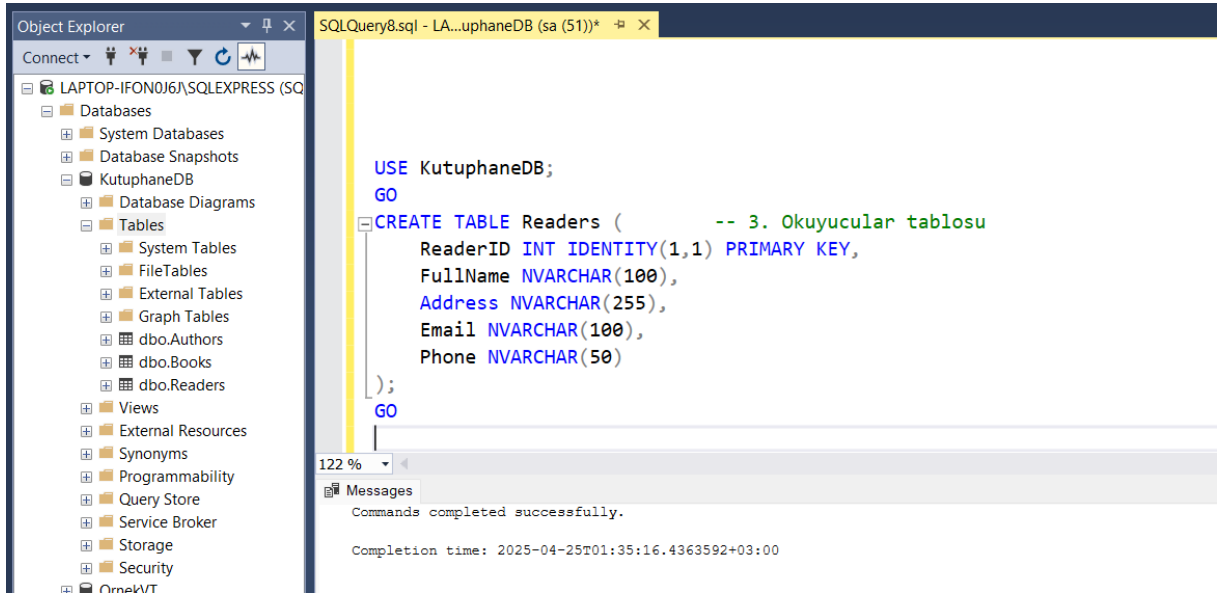 Object Explorer
Connect
LAPTOP-IFON0J6J\SQLEXPRESS (SQ
Databases
System Databases
Database Snapshots
KutuphaneDB
Database Diagrams
Tables
System Tables
FileTables
External Tables
Graph Tables
dbo.Authors
dbo.Books
dbo.Readers
Views
External Resources
Synonyms
Programmability
Query Store
Service Broker
Storage
Security
OrnekVT
SQLQuery8.sql - LA...uphaneDB (sa (51))*
USE KutuphaneDB;
GO
CREATE TABLE Readers (        -- 3. Okuyucular tablosu
    ReaderID INT IDENTITY(1,1) PRIMARY KEY,
    FullName NVARCHAR(100),
    Address NVARCHAR(255),
    Email NVARCHAR(100),
    Phone NVARCHAR(50)
);
GO
122 %
Messages
Commands completed successfully.
Completion time: 2025-04-25T01:35:16.4363592+03:00